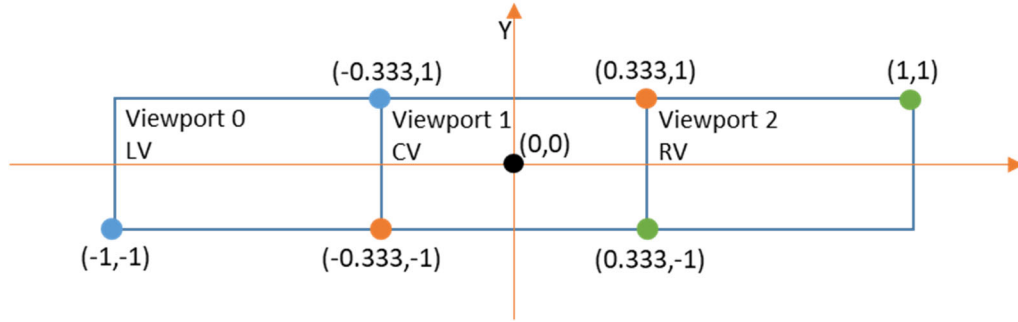 Y
(-0.333,1)
(0.333,1)
(1,1)
Viewport 0
LV
Viewport 1
CV
Viewport 2
RV
(0,0)
(-1,-1)
(-0.333,-1)
(0.333,-1)